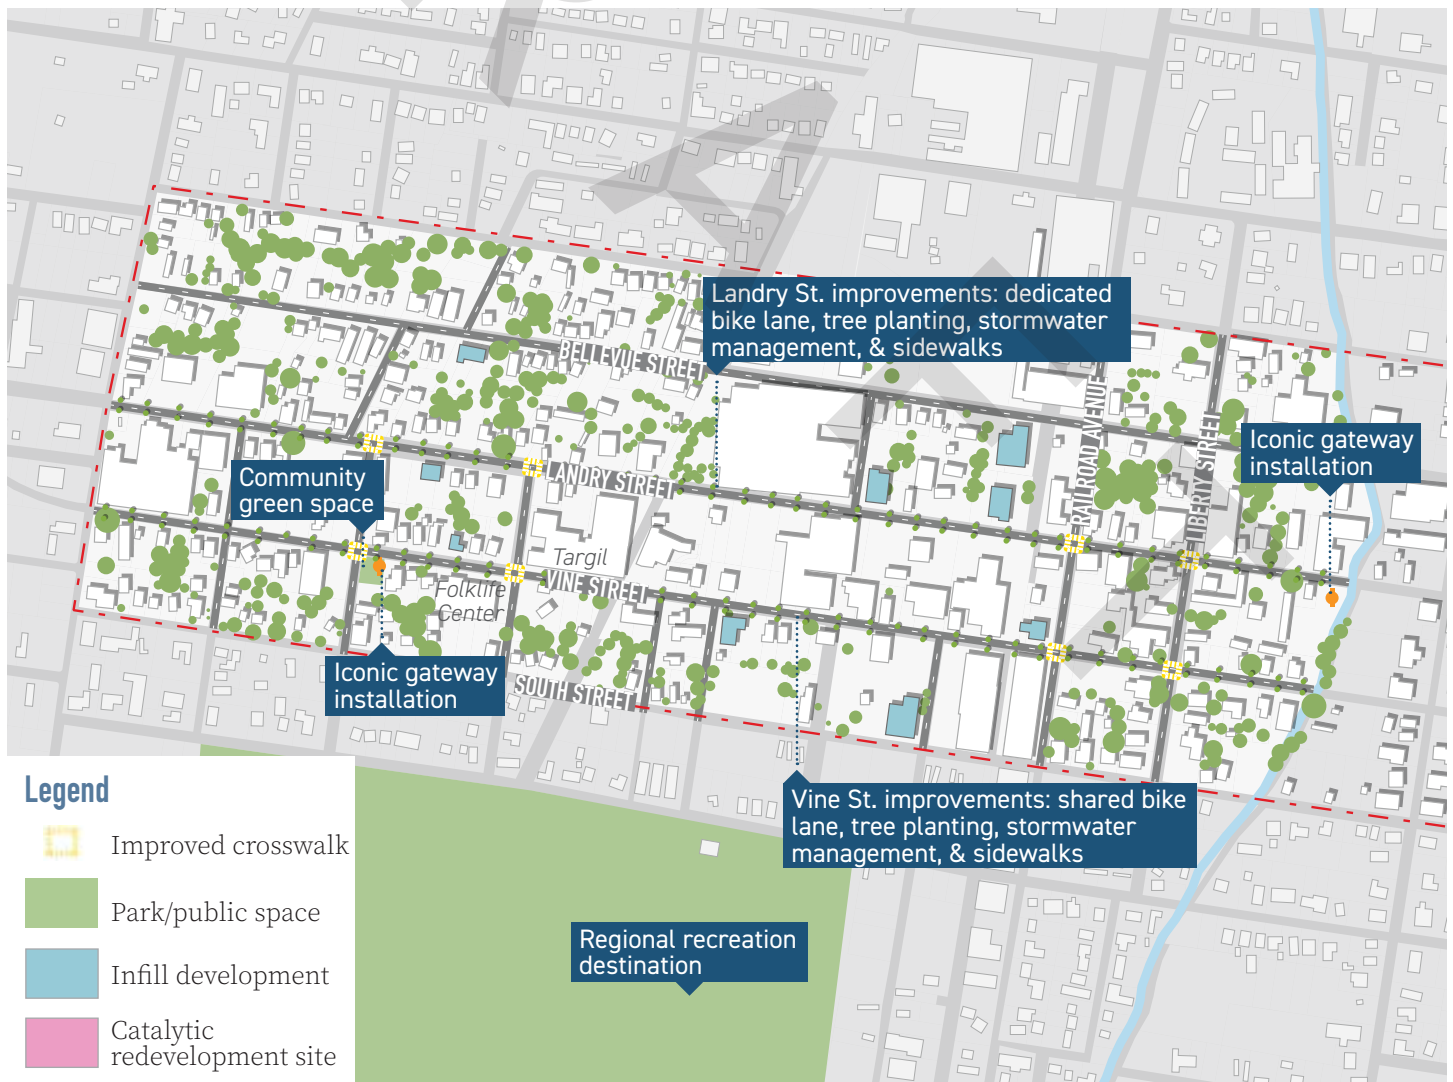 Landry St. improvements: dedicated
bike lane, tree planting, stormwater
management, & sidewalks
BELLEVUE STREET
RAILROAD AVENUE
LIBERTY STREET
Iconic gateway
installation
Community
green space
LANDRY STREET
Targil
VINE STREET
Folklife
Center
Iconic gateway
installation
SOUTH STREET
Vine St. improvements: shared bike
lane, tree planting, stormwater
management, & sidewalks
Regional recreation
destination
Legend
Improved crosswalk
Park/public space
Infill development
Catalytic
redevelopment site